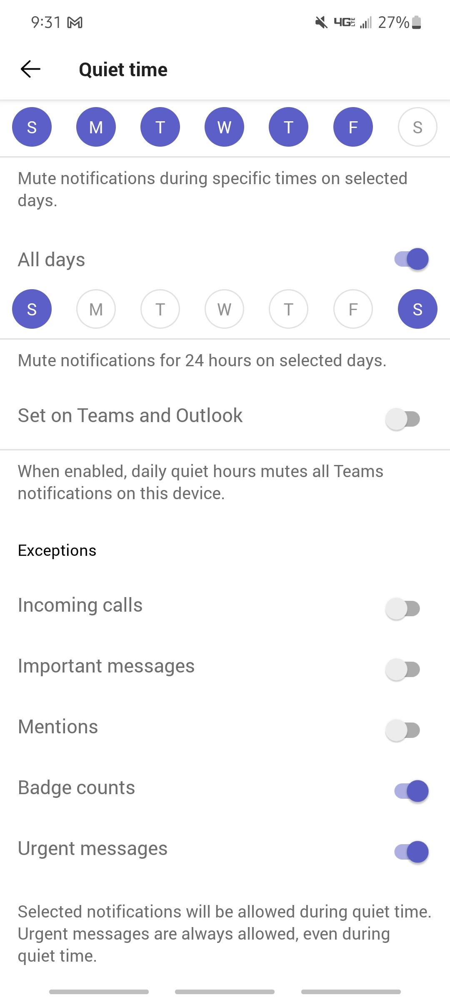 9:31 4G LTE 27%
Quiet time
S M T W T F S
Mute notifications during specific times on selected
days.
All days
S M T W T F S
Mute notifications for 24 hours on selected days.
Set on Teams and Outlook
When enabled, daily quiet hours mutes all Teams
notifications on this device.
Exceptions
Incoming calls
Important messages
Mentions
Badge counts
Urgent messages
Selected notifications will be allowed during quiet time.
Urgent messages are always allowed, even during
quiet time.